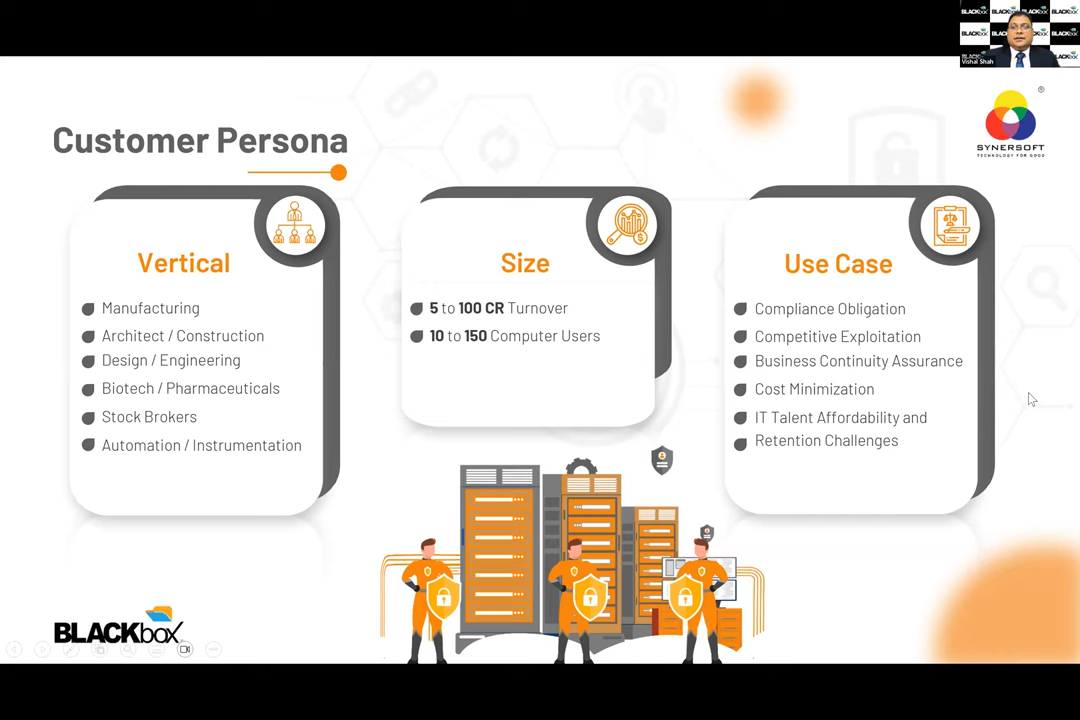 BLACKbox
Vishal Shah
Customer Persona
SYNERSOFT
TECHNOLOGY FOR GOOD
Vertical
Manufacturing
Architect / Construction
Design / Engineering
Biotech / Pharmaceuticals
Stock Brokers
Automation / Instrumentation
Size
5 to 100 CR Turnover
10 to 150 Computer Users
Use Case
Compliance Obligation
Competitive Exploitation
Business Continuity Assurance
Cost Minimization
IT Talent Affordability and
Retention Challenges
BLACKbox